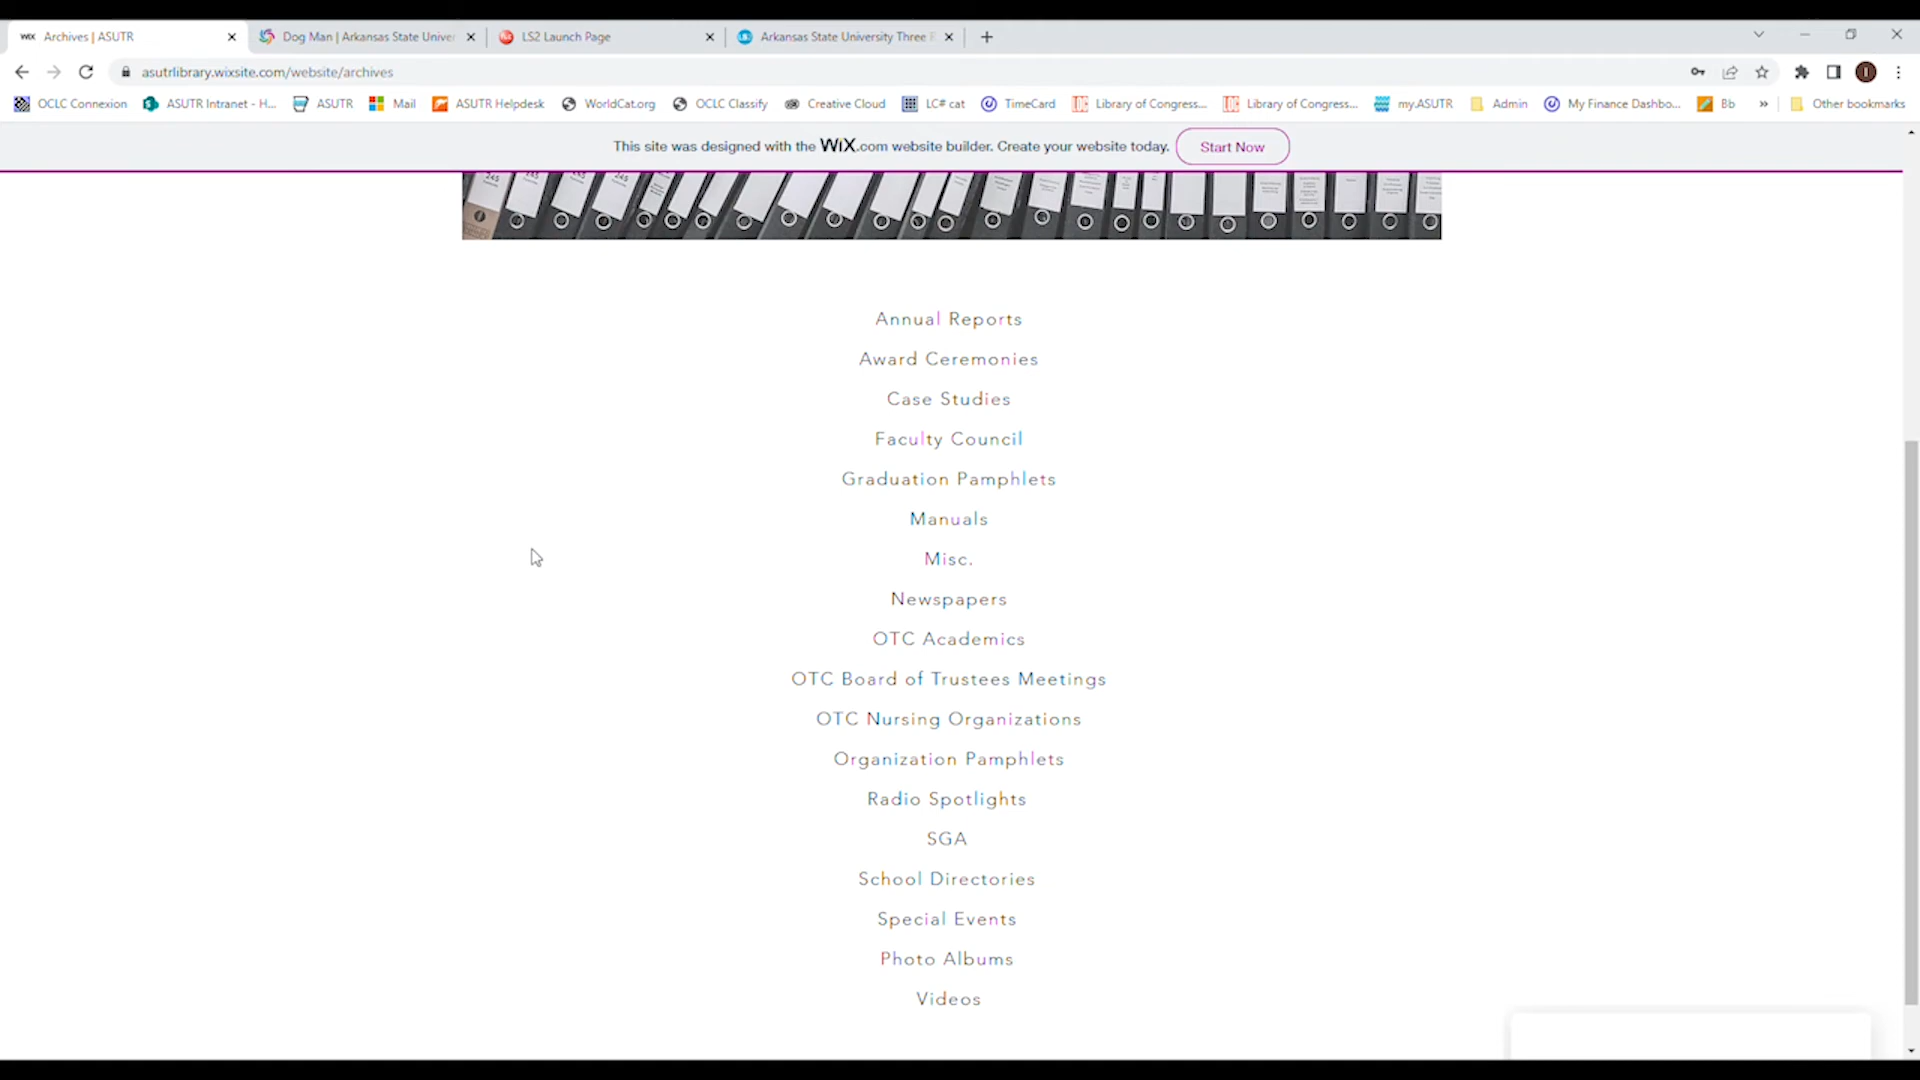 WIX Archives | ASUTR
Dog Man | Arkansas State Univer
LS2 Launch Page
Arkansas State University Three
asutrlibrary.wixsite.com/website/archives
OCLC Connexion
ASUTR Intranet - H...
ASUTR
Mail
ASUTR Helpdesk
WorldCat.org
OCLC Classify
Creative Cloud
LC# cat
TimeCard
Library of Congress...
Library of Congress...
my.ASUTR
Admin
My Finance Dashbo...
Bb
»
Other bookmarks
This site was designed with the WiX.com website builder. Create your website today.
Start Now
Annual Reports
Award Ceremonies
Case Studies
Faculty Council
Graduation Pamphlets
Manuals
Misc.
Newspapers
OTC Academics
OTC Board of Trustees Meetings
OTC Nursing Organizations
Organization Pamphlets
Radio Spotlights
SGA
School Directories
Special Events
Photo Albums
Videos